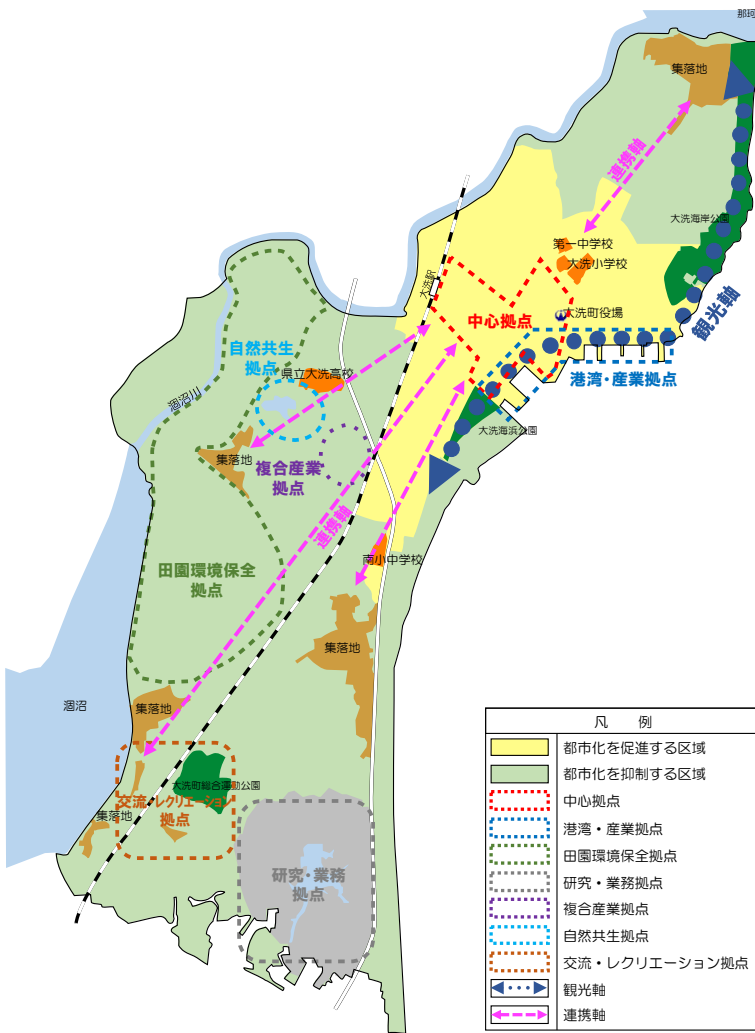 那珂
集落地
連携軸
大洗海岸公園
第一中学校
大洗小学校
大洗駅
大洗町役場
中心拠点
観光軸
自然共生
拠点
港湾・産業拠点
県立大洗高校
涸沼川
大洗海浜公園
集落地
複合産業
拠点
連携軸
南小中学校
田園環境保全
拠点
集落地
涸沼
集落地
大洗町総合運動公園
交流・レクリエーション
拠点
集落地
研究・業務
拠点
凡 例
都市化を促進する区域
都市化を抑制する区域
中心拠点
港湾・産業拠点
田園環境保全拠点
研究・業務拠点
複合産業拠点
自然共生拠点
交流・レクリエーション拠点
観光軸
連携軸